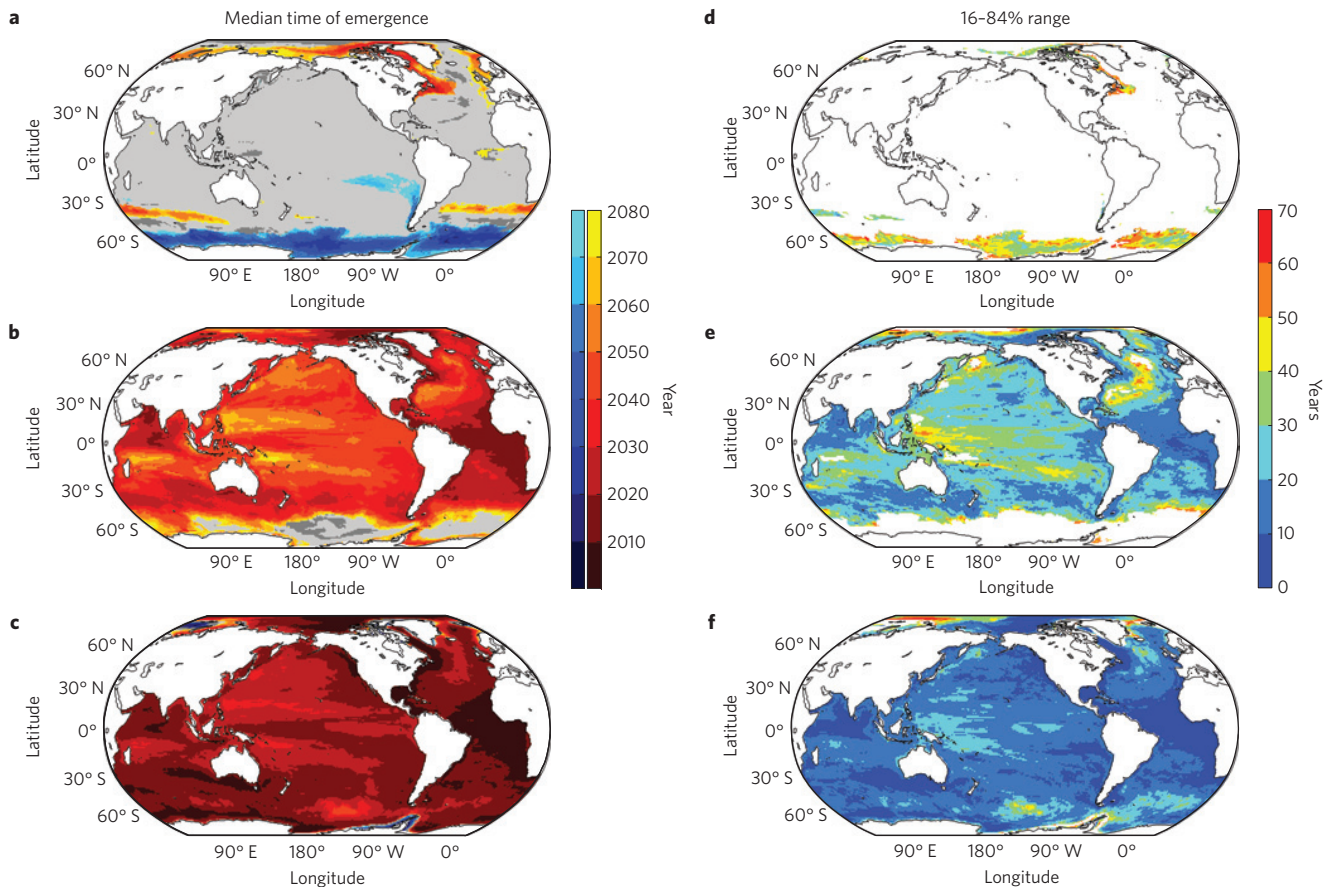 a
Median time of emergence
60° N
30° N
0°
30° S
60° S
Latitude
90° E 180° 90° W 0°
Longitude
b
60° N
30° N
0°
30° S
60° S
Latitude
90° E 180° 90° W 0°
Longitude
c
60° N
30° N
0°
30° S
60° S
Latitude
90° E 180° 90° W 0°
Longitude
2080
2070
2060
2050
2040
2030
2020
2010
Year
d
16–84% range
60° N
30° N
0°
30° S
60° S
Latitude
90° E 180° 90° W 0°
Longitude
e
60° N
30° N
0°
30° S
60° S
Latitude
90° E 180° 90° W 0°
Longitude
f
60° N
30° N
0°
30° S
60° S
Latitude
90° E 180° 90° W 0°
Longitude
70
60
50
40
30
20
10
0
Years